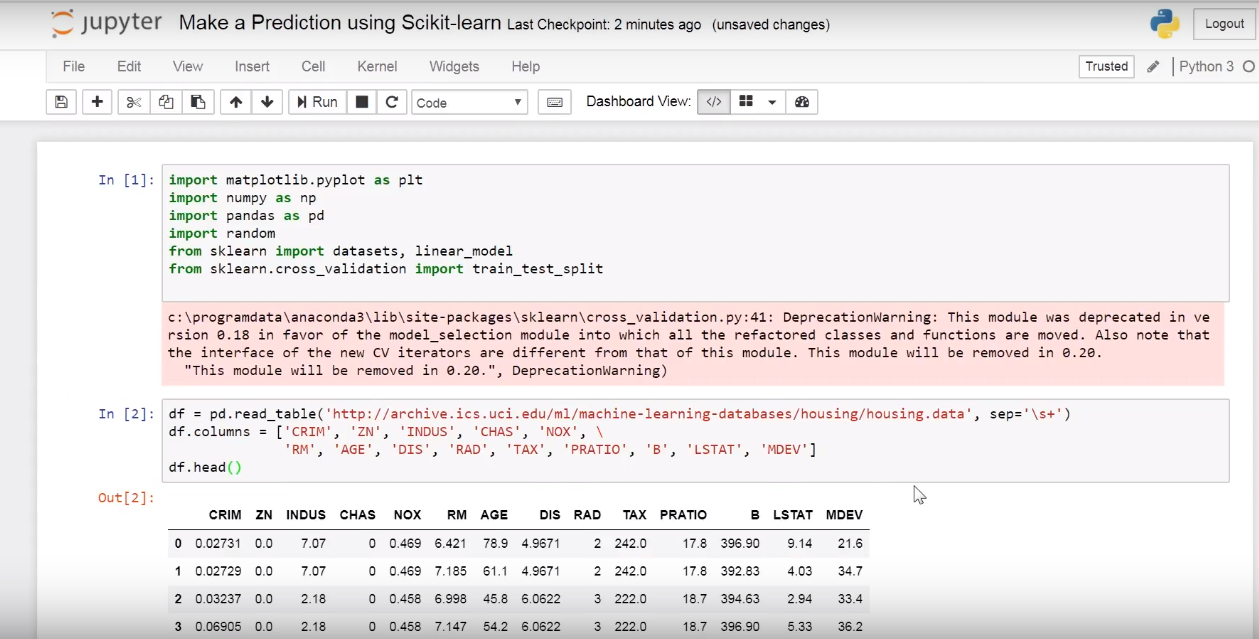 jupyter Make a Prediction using Scikit-learn Last Checkpoint: 2 minutes ago (unsaved changes) Logout
File Edit View Insert Cell Kernel Widgets Help Trusted Python 3
Run Code Dashboard View: </>
In [1]: import matplotlib.pyplot as plt
import numpy as np
import pandas as pd
import random
from sklearn import datasets, linear_model
from sklearn.cross_validation import train_test_split
c:\programdata\anaconda3\lib\site-packages\sklearn\cross_validation.py:41: DeprecationWarning: This module was deprecated in ve
rsion 0.18 in favor of the model_selection module into which all the refactored classes and functions are moved. Also note that
the interface of the new CV iterators are different from that of this module. This module will be removed in 0.20.
"This module will be removed in 0.20.", DeprecationWarning)
In [2]: df = pd.read_table('http://archive.ics.uci.edu/ml/machine-learning-databases/housing/housing.data', sep='\s+')
df.columns = ['CRIM', 'ZN', 'INDUS', 'CHAS', 'NOX', \
'RM', 'AGE', 'DIS', 'RAD', 'TAX', 'PRATIO', 'B', 'LSTAT', 'MDEV']
df.head()
Out[2]:
CRIM ZN INDUS CHAS NOX RM AGE DIS RAD TAX PRATIO B LSTAT MDEV
0 0.02731 0.0 7.07 0 0.469 6.421 78.9 4.9671 2 242.0 17.8 396.90 9.14 21.6
1 0.02729 0.0 7.07 0 0.469 7.185 61.1 4.9671 2 242.0 17.8 392.83 4.03 34.7
2 0.03237 0.0 2.18 0 0.458 6.998 45.8 6.0622 3 222.0 18.7 394.63 2.94 33.4
3 0.06905 0.0 2.18 0 0.458 7.147 54.2 6.0622 3 222.0 18.7 396.90 5.33 36.2